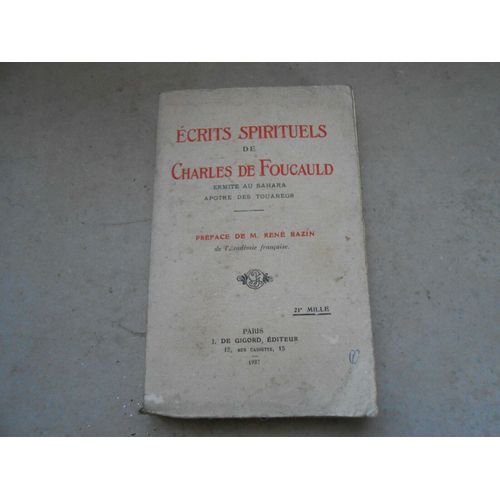 ÉCRITS SPIRITUELS
DE
CHARLES DE FOUCAULD
ERMITE AU SAHARA
APOTRE DES TOUAREGS
PRÉFACE DE M. RENÉ BAZIN
de l'Académie française.
21e MILLE
PARIS
J. DE GIGORD, ÉDITEUR
15, RUE CASSETTE, 15
1937